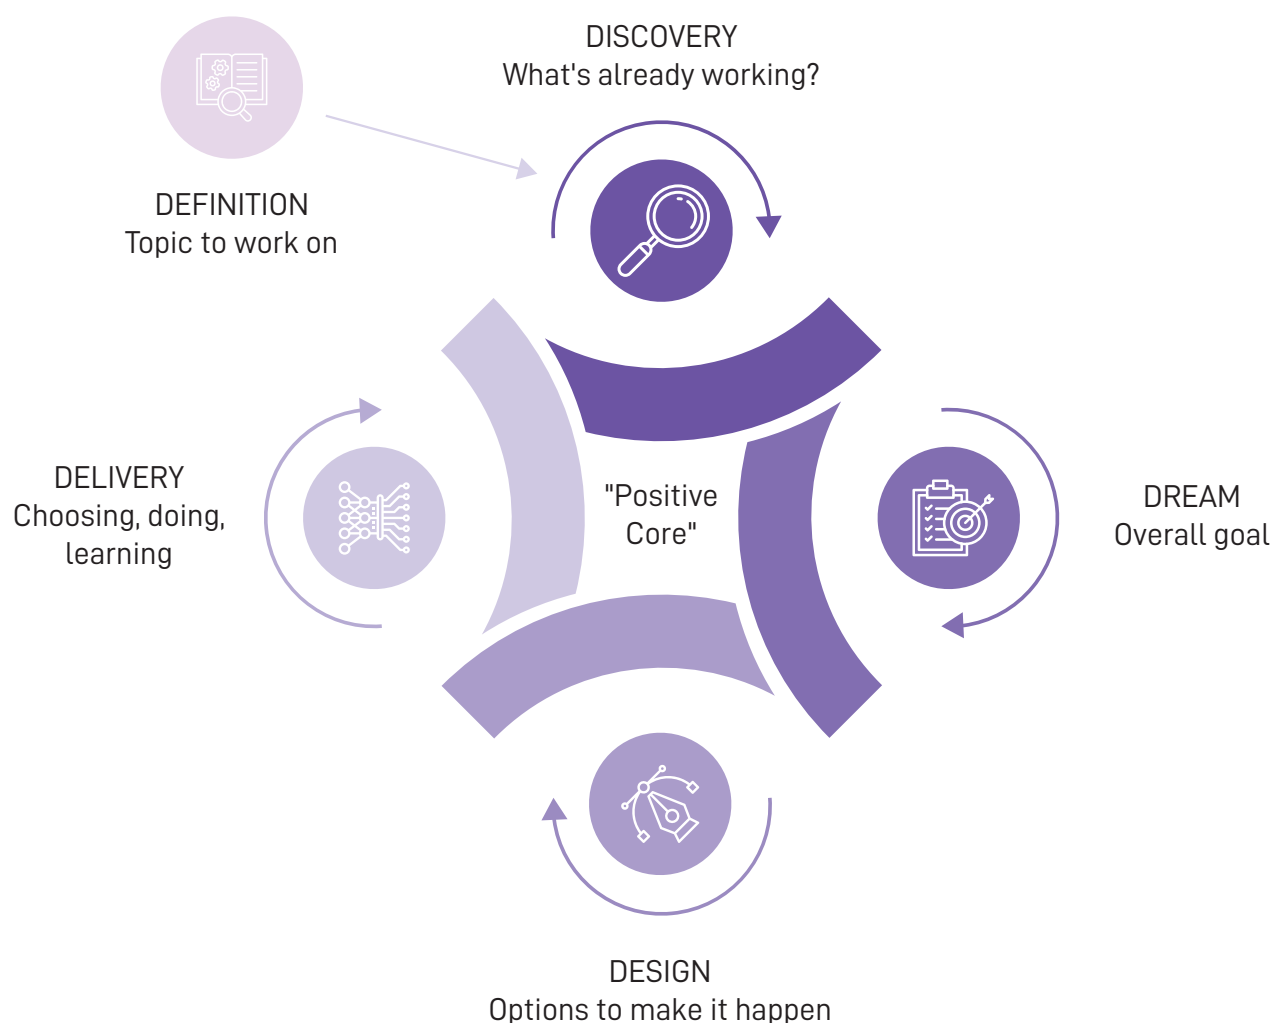 DISCOVERY
What's already working?
DEFINITION
Topic to work on
DELIVERY
Choosing, doing,
learning
"Positive
Core"
DREAM
Overall goal
DESIGN
Options to make it happen